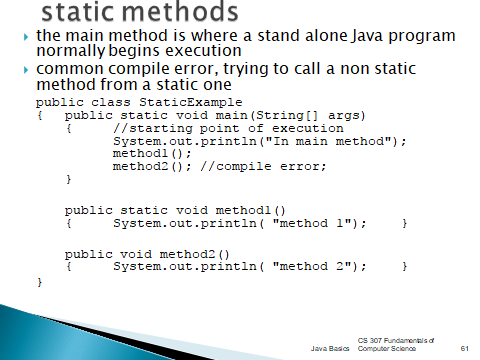 static methods
the main method is where a stand alone Java program
normally begins execution
common compile error, trying to call a non static
method from a static one
public class StaticExample
{ public static void main(String[] args)
{ //starting point of execution
System.out.println("In main method");
method1();
method2(); //compile error;
}
public static void method1()
{ System.out.println( "method 1"); }
public void method2()
{ System.out.println( "method 2"); }
}
Java Basics
CS 307 Fundamentals of
Computer Science
61